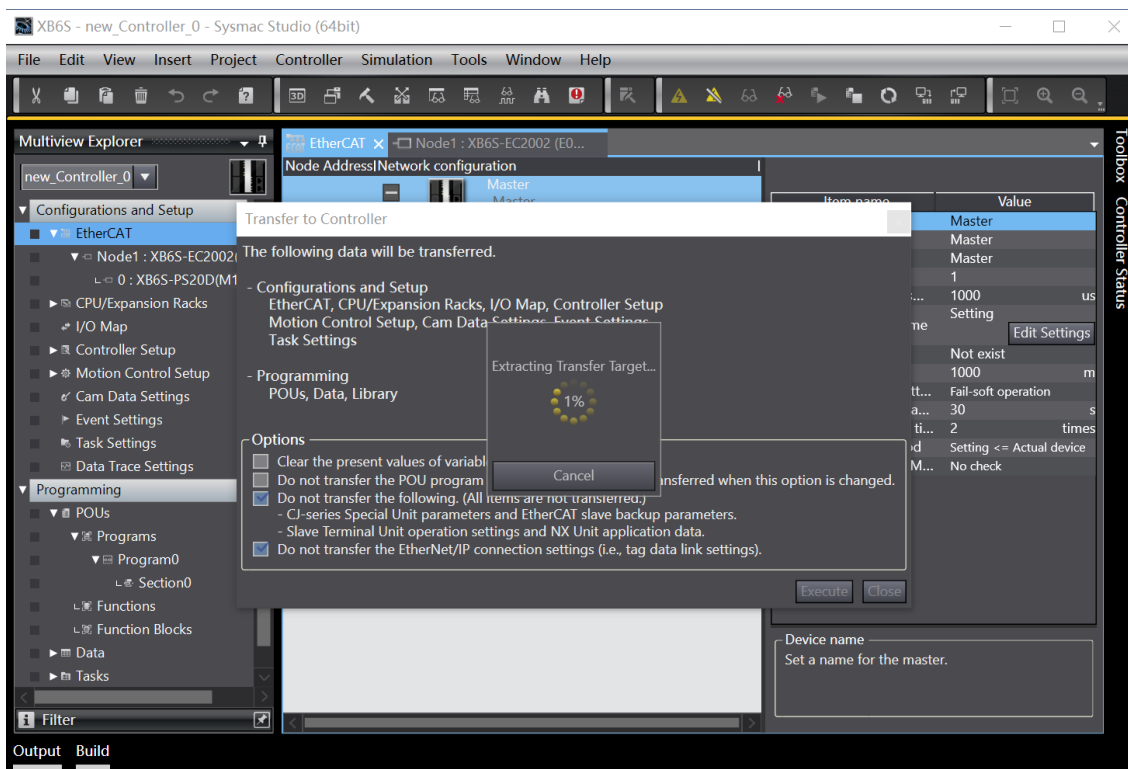 XB6S - new_Controller_0 - Sysmac Studio (64bit)
File Edit View Insert Project Controller Simulation Tools Window Help
3D
Multiview Explorer
new_Controller_0
Configurations and Setup
EtherCAT
Node1 : XB6S-EC2002(
0 : XB6S-PS20D(M1
CPU/Expansion Racks
I/O Map
Controller Setup
Motion Control Setup
Cam Data Settings
Event Settings
Task Settings
Data Trace Settings
Programming
POUs
Programs
Program0
Section0
Functions
Function Blocks
Data
Tasks
Filter
Output Build
EtherCAT Node1 : XB6S-EC2002 (E0...
Node Address Network configuration
Master
Master
Transfer to Controller
The following data will be transferred.
- Configurations and Setup
EtherCAT, CPU/Expansion Racks, I/O Map, Controller Setup
Motion Control Setup, Cam Data Settings, Event Settings
Task Settings
- Programming
POUs, Data, Library
Options
Clear the present values of variabl
Do not transfer the POU program nsferred when this option is changed.
Do not transfer the following. (All items are not transferred.)
- CJ-series Special Unit parameters and EtherCAT slave backup parameters.
- Slave Terminal Unit operation settings and NX Unit application data.
Do not transfer the EtherNet/IP connection settings (i.e., tag data link settings).
Execute Close
Extracting Transfer Target...
1%
Cancel
Item name Value
Master
Master
Master
1
s... 1000 us
me Setting
Edit Settings
Not exist
1000 m
tt... Fail-soft operation
a... 30 s
ti... 2 times
od Setting <= Actual device
M... No check
Device name
Set a name for the master.
Toolbox
Controller Status